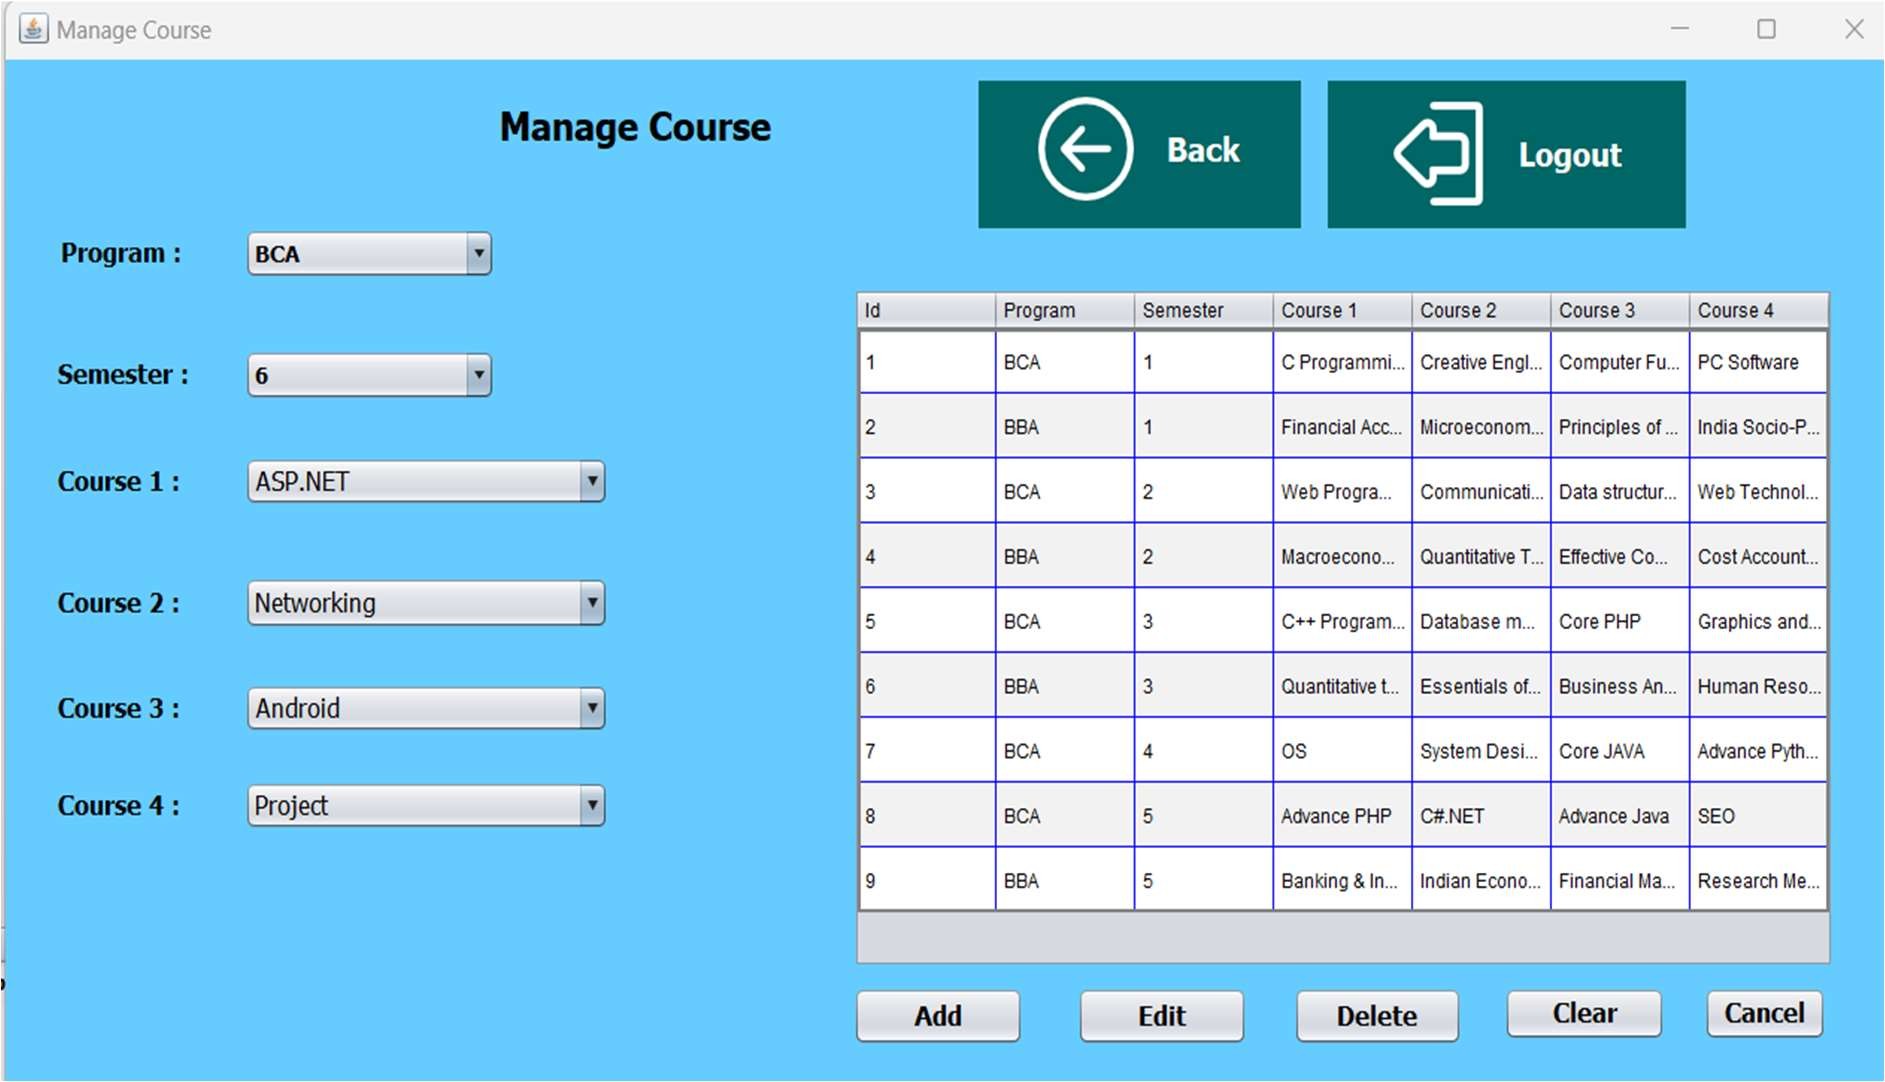 Manage Course
Manage Course
Back
Logout
Program :
BCA
Semester :
6
Course 1 :
ASP.NET
Course 2 :
Networking
Course 3 :
Android
Course 4 :
Project
Id Program Semester Course 1 Course 2 Course 3 Course 4
1 BCA 1 C Programmi... Creative Engl... Computer Fu... PC Software
2 BBA 1 Financial Acc... Microeconom... Principles of ... India Socio-P...
3 BCA 2 Web Progra... Communicati... Data structur... Web Technol...
4 BBA 2 Macroecono... Quantitative T... Effective Co... Cost Account...
5 BCA 3 C++ Program... Database m... Core PHP Graphics and...
6 BBA 3 Quantitative t... Essentials of... Business An... Human Reso...
7 BCA 4 OS System Desi... Core JAVA Advance Pyth...
8 BCA 5 Advance PHP C#.NET Advance Java SEO
9 BBA 5 Banking & In... Indian Econo... Financial Ma... Research Me...
Add Edit Delete Clear Cancel